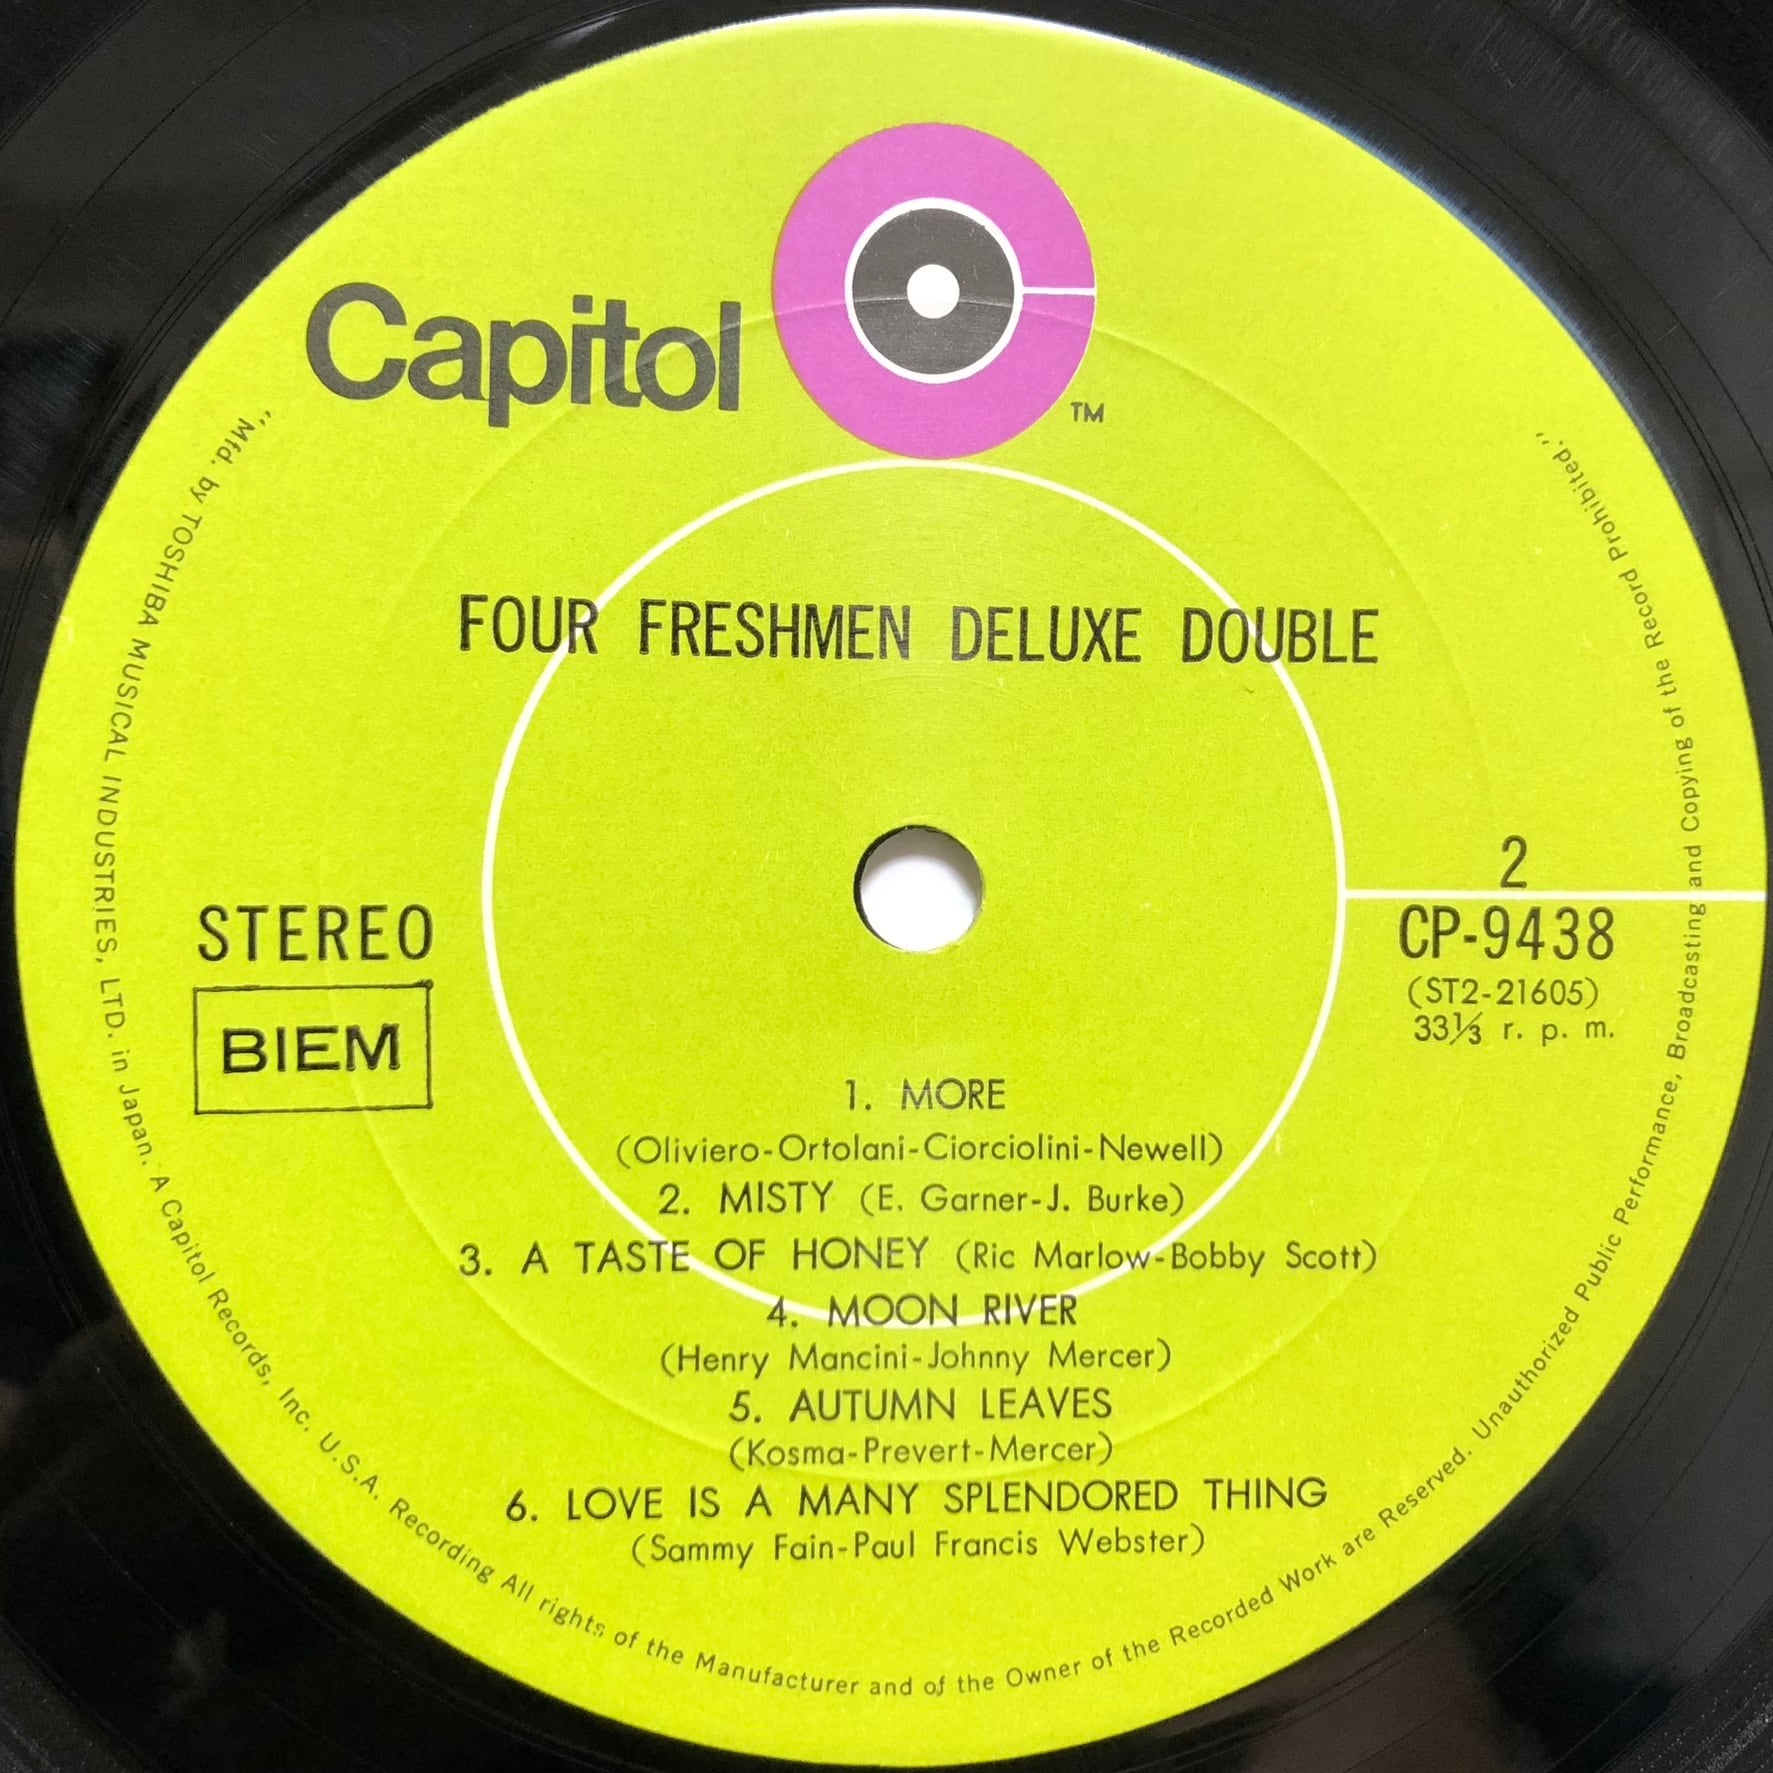 Capitol
TM
FOUR FRESHMEN DELUXE DOUBLE
STEREO
BIEM
2
CP-9438
(ST2-21605)
33⅓ r. p. m.
1. MORE
(Oliviero-Ortolani-Ciorciolini-Newell)
2. MISTY (E. Garner-J. Burke)
3. A TASTE OF HONEY (Ric Marlow-Bobby Scott)
4. MOON RIVER
(Henry Mancini-Johnny Mercer)
5. AUTUMN LEAVES
(Kosma-Prevert-Mercer)
6. LOVE IS A MANY SPLENDORED THING
(Sammy Fain-Paul Francis Webster)
"Mfd. by TOSHIBA MUSICAL INDUSTRIES, LTD. in Japan. A Capitol Records, Inc. U.S.A. Recording All rights of the Manufacturer and of the Owner of the Recorded Work are Reserved. Unauthorized Public Performance, Broadcasting and Copying of the Record Prohibited."